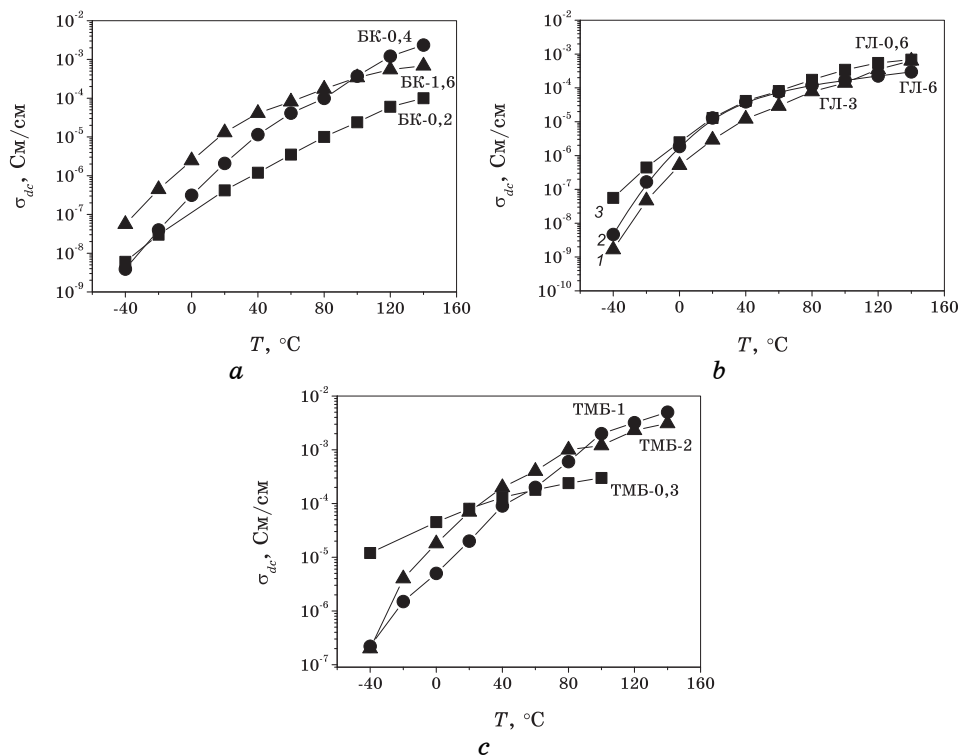 10⁻²
10⁻³
10⁻⁴
10⁻⁵
10⁻⁶
10⁻⁷
10⁻⁸
10⁻⁹
σdc, См/см
БК-0,4
БК-1,6
БК-0,2
-40 0 40 80 120 160
T, °C
a
10⁻²
10⁻³
10⁻⁴
10⁻⁵
10⁻⁶
10⁻⁷
10⁻⁸
10⁻⁹
10⁻¹⁰
σdc, См/см
ГЛ-0,6
ГЛ-3
ГЛ-6
3
2
1
-40 0 40 80 120 160
T, °C
b
10⁻²
10⁻³
10⁻⁴
10⁻⁵
10⁻⁶
10⁻⁷
σdc, См/см
ТМБ-1
ТМБ-2
ТМБ-0,3
-40 0 40 80 120 160
T, °C
c